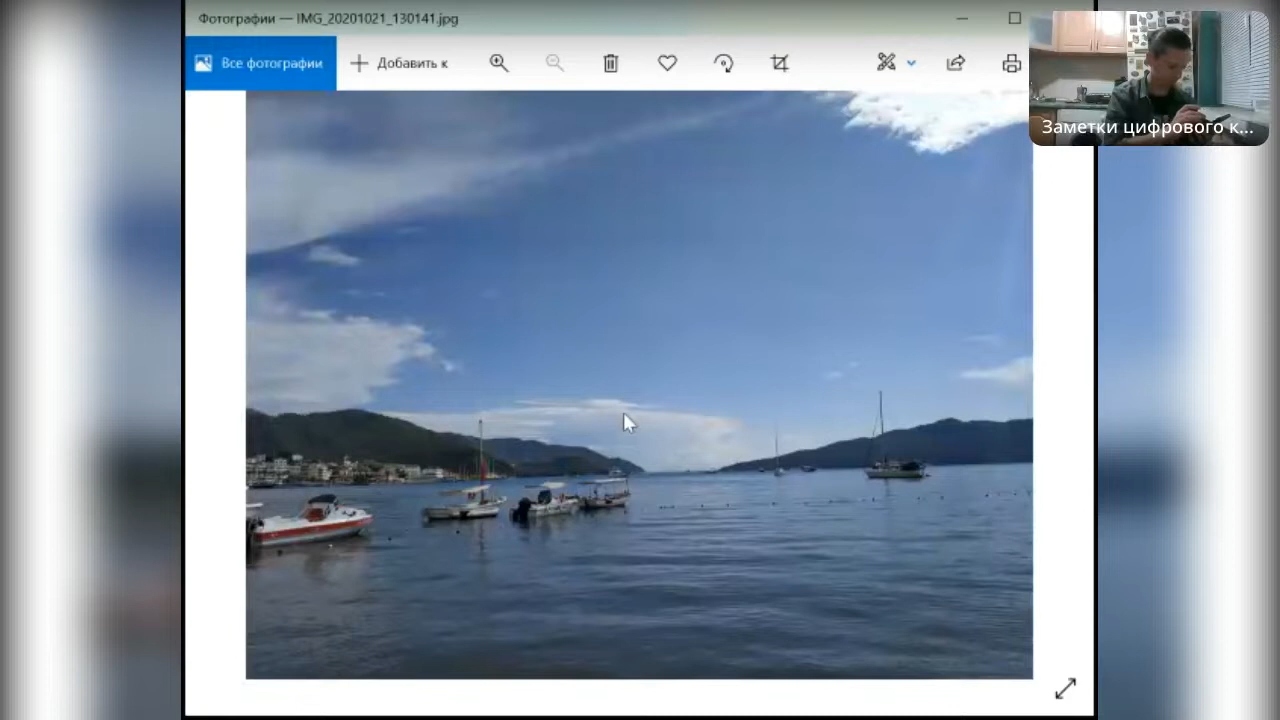 Фотографии — IMG_20201021_130141.jpg
Все фотографии
Добавить к
Заметки цифрового к...